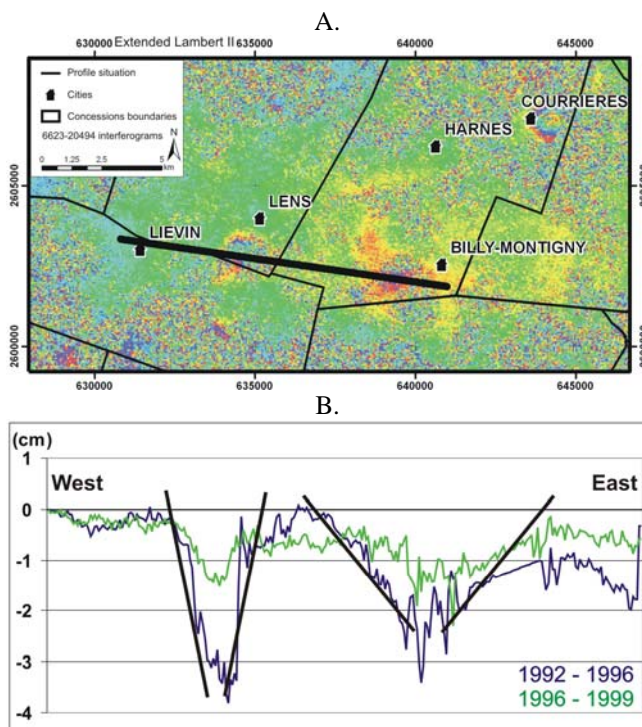 A.
630000 Extended Lambert II 635000 640000 645000
Profile situation
Cities
Concessions boundaries
6623-20494 interferograms
N
0 1.25 2.5 5
km
COURRIERES
HARNES
2605000 2605000
LENS
LIEVIN
BILLY-MONTIGNY
2600000
630000 635000 640000 645000
B.
(cm)
1
West East
0
-1
-2
-3
1992 - 1996
1996 - 1999
-4